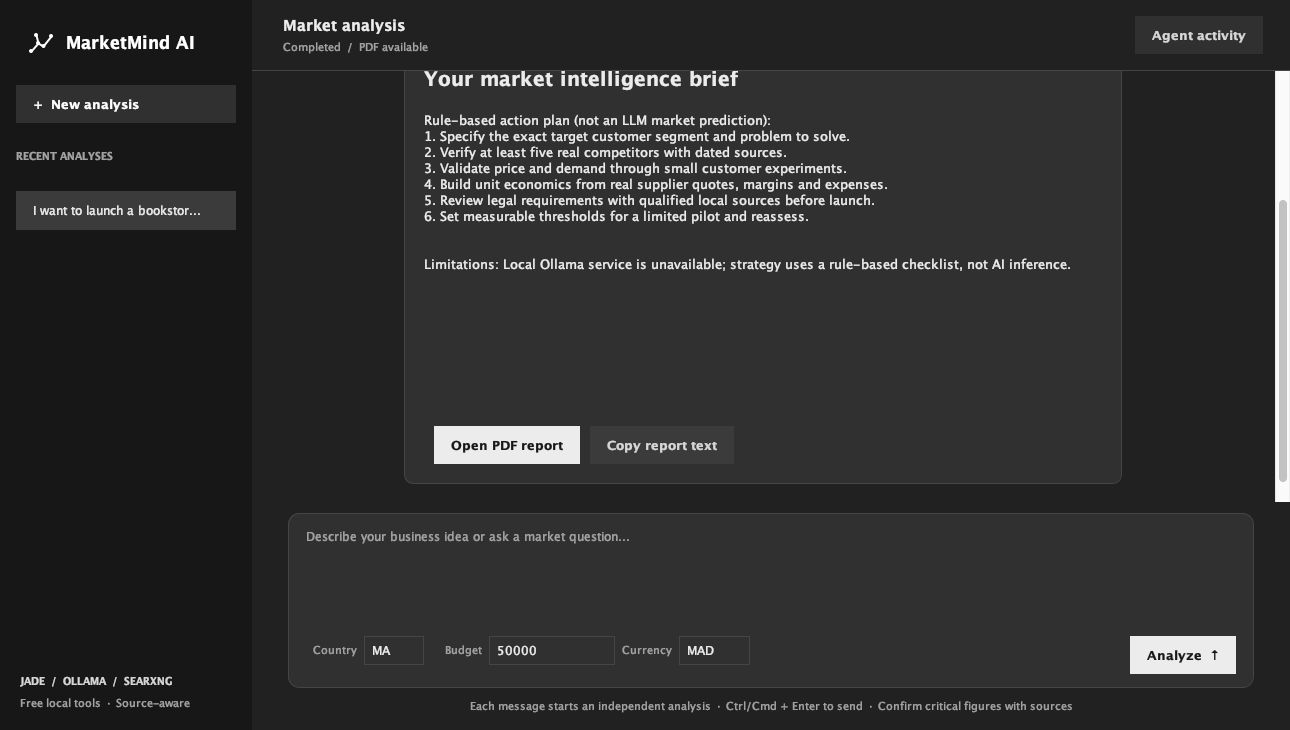 MarketMind AI
+ New analysis
RECENT ANALYSES
I want to launch a bookstor...
JADE / OLLAMA / SEARXNG
Free local tools · Source-aware
Market analysis
Completed / PDF available
Agent activity
Your market intelligence brief
Rule-based action plan (not an LLM market prediction):
1. Specify the exact target customer segment and problem to solve.
2. Verify at least five real competitors with dated sources.
3. Validate price and demand through small customer experiments.
4. Build unit economics from real supplier quotes, margins and expenses.
5. Review legal requirements with qualified local sources before launch.
6. Set measurable thresholds for a limited pilot and reassess.
Limitations: Local Ollama service is unavailable; strategy uses a rule-based checklist, not AI inference.
Open PDF report
Copy report text
Describe your business idea or ask a market question...
Country MA Budget 50000 Currency MAD
Analyze ↑
Each message starts an independent analysis · Ctrl/Cmd + Enter to send · Confirm critical figures with sources